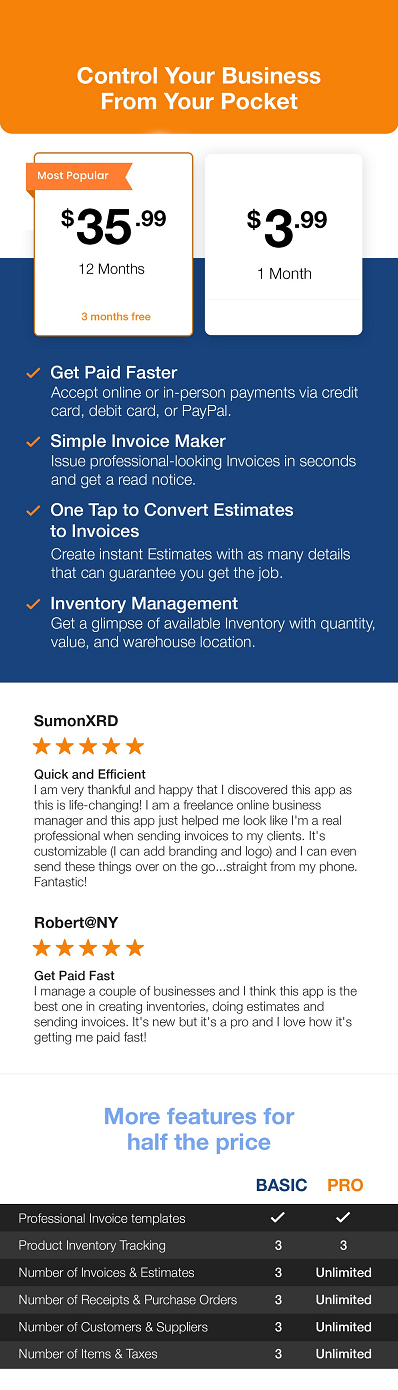 Control Your Business
From Your Pocket
Most Popular
$35.99
12 Months
3 months free
$3.99
1 Month
Get Paid Faster
Accept online or in-person payments via credit
card, debit card, or PayPal.
Simple Invoice Maker
Issue professional-looking Invoices in seconds
and get a read notice.
One Tap to Convert Estimates
to Invoices
Create instant Estimates with as many details
that can guarantee you get the job.
Inventory Management
Get a glimpse of available Inventory with quantity,
value, and warehouse location.
SumonXRD
Quick and Efficient
I am very thankful and happy that I discovered this app as
this is life-changing! I am a freelance online business
manager and this app just helped me look like I'm a real
professional when sending invoices to my clients. It's
customizable (I can add branding and logo) and I can even
send these things over on the go...straight from my phone.
Fantastic!
Robert@NY
Get Paid Fast
I manage a couple of businesses and I think this app is the
best one in creating inventories, doing estimates and
sending invoices. It's new but it's a pro and I love how it's
getting me paid fast!
More features for
half the price
BASIC PRO
Professional Invoice templates
Product Inventory Tracking 3 3
Number of Invoices & Estimates 3 Unlimited
Number of Receipts & Purchase Orders 3 Unlimited
Number of Customers & Suppliers 3 Unlimited
Number of Items & Taxes 3 Unlimited